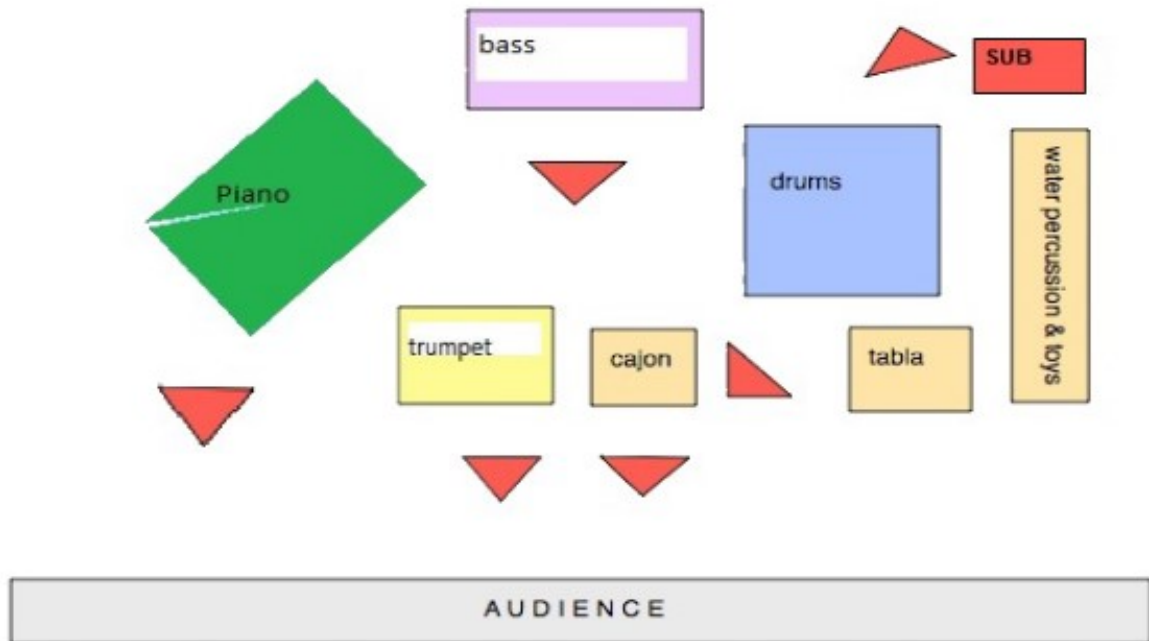 bass
SUB
Piano
drums
water percussion & toys
trumpet
cajon
tabla
AUDIENCE